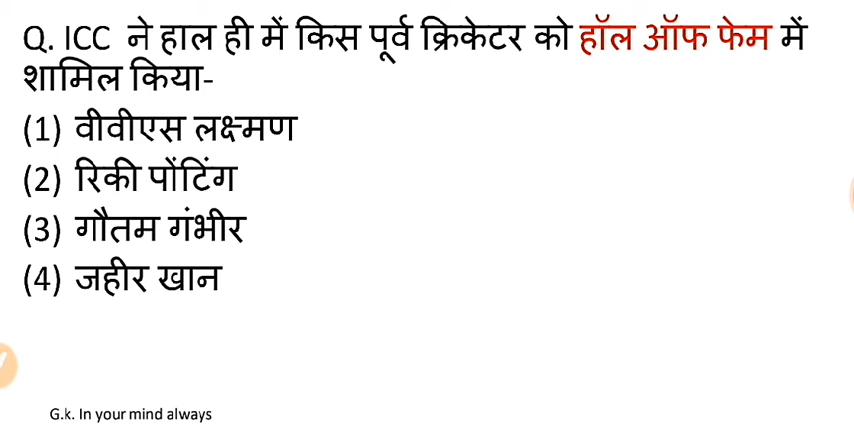 Q. ICC ने हाल ही में किस पूर्व क्रिकेटर को हॉल ऑफ फेम में
शामिल किया-
(1) वीवीएस लक्ष्मण
(2) रिकी पोंटिंग
(3) गौतम गंभीर
(4) जहीर खान
G.k. In your mind always